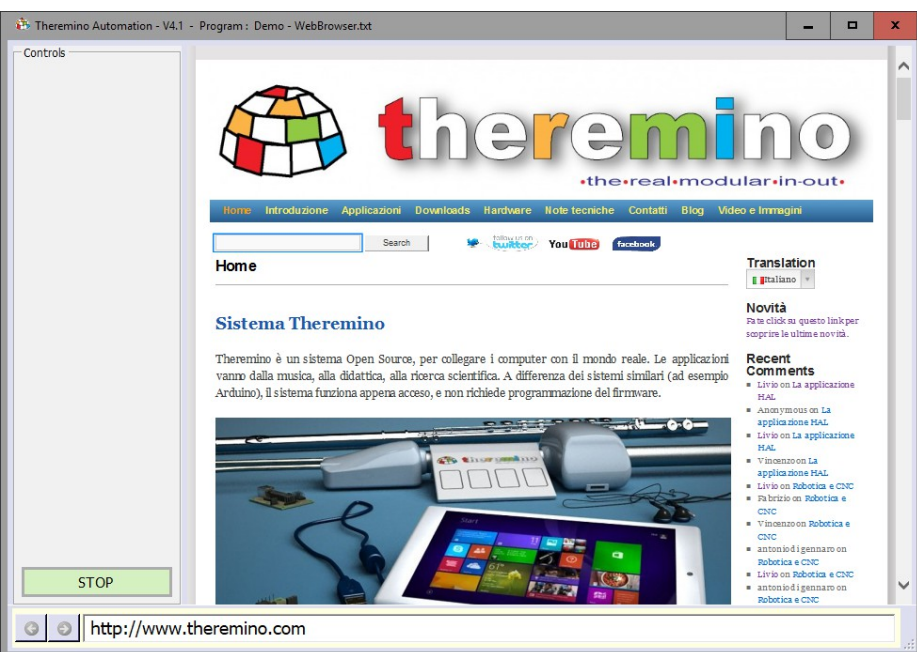 Theremino Automation - V4.1 - Program : Demo - WebBrowser.txt
Controls
theremino
•the•real•modular•in-out•
Home Introduzione Applicazioni Downloads Hardware Note tecniche Contatti Blog Video e Immagini
Search
follow us on
twitter
YouTube
facebook
Home
Sistema Theremino
Theremino è un sistema Open Source, per collegare i computer con il mondo reale. Le applicazioni
vanno dalla musica, alla didattica, alla ricerca scientifica. A differenza dei sistemi similari (ad esempio
Arduino), il sistema funziona appena acceso, e non richiede programmazione del firmware.
theremino
Start
Translation
Italiano
Novità
Fate click su questo link per
scoprire le ultime novità.
Recent
Comments
Livio on La applicazione
HAL
Anonymous on La
applicazione HAL
Livio on La applicazione
HAL
Vincenzo on La
applicazione HAL
Livio on Robotica e CNC
Fabrizio on Robotica e
CNC
Vincenzo on Robotica e
CNC
antonio di gennaro on
Robotica e CNC
Livio on Robotica e CNC
antonio di gennaro on
Robotica e CNC
STOP
http://www.theremino.com